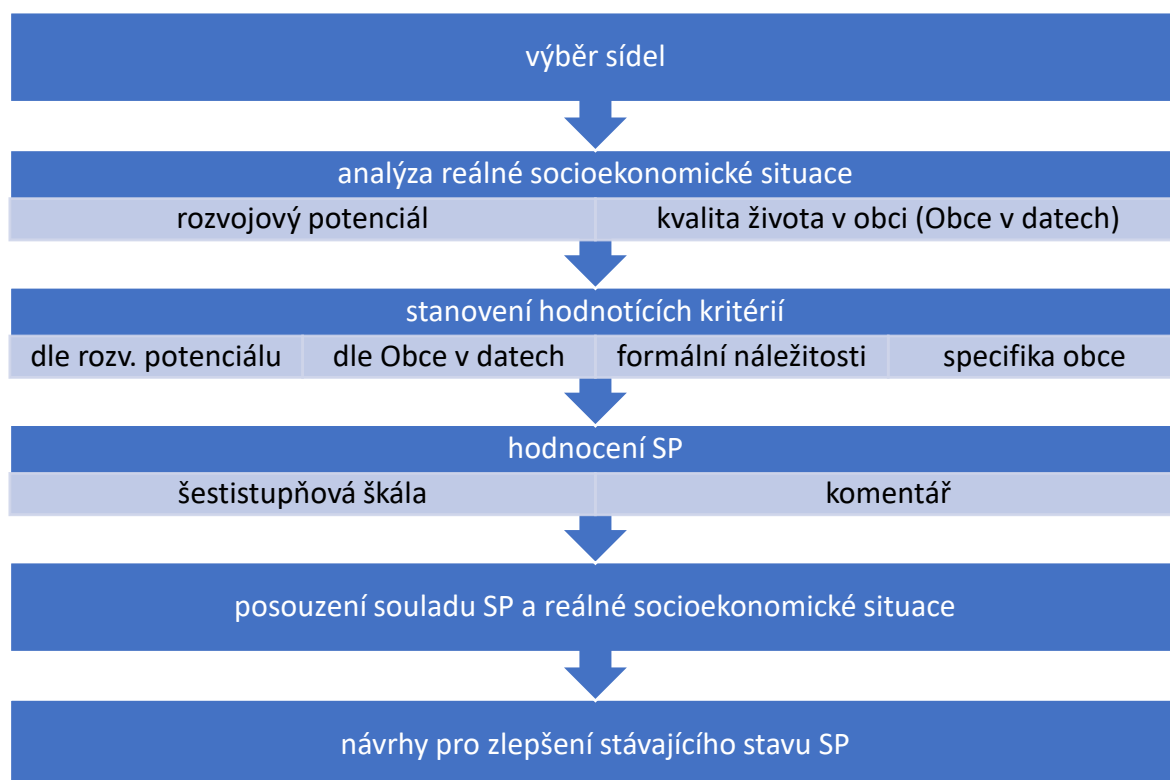 výběr sídel
analýza reálné socioekonomické situace
rozvojový potenciál
kvalita života v obci (Obce v datech)
stanovení hodnotících kritérií
dle rozv. potenciálu
dle Obce v datech
formální náležitosti
specifika obce
hodnocení SP
šestistupňová škála
komentář
posouzení souladu SP a reálné socioekonomické situace
návrhy pro zlepšení stávajícího stavu SP